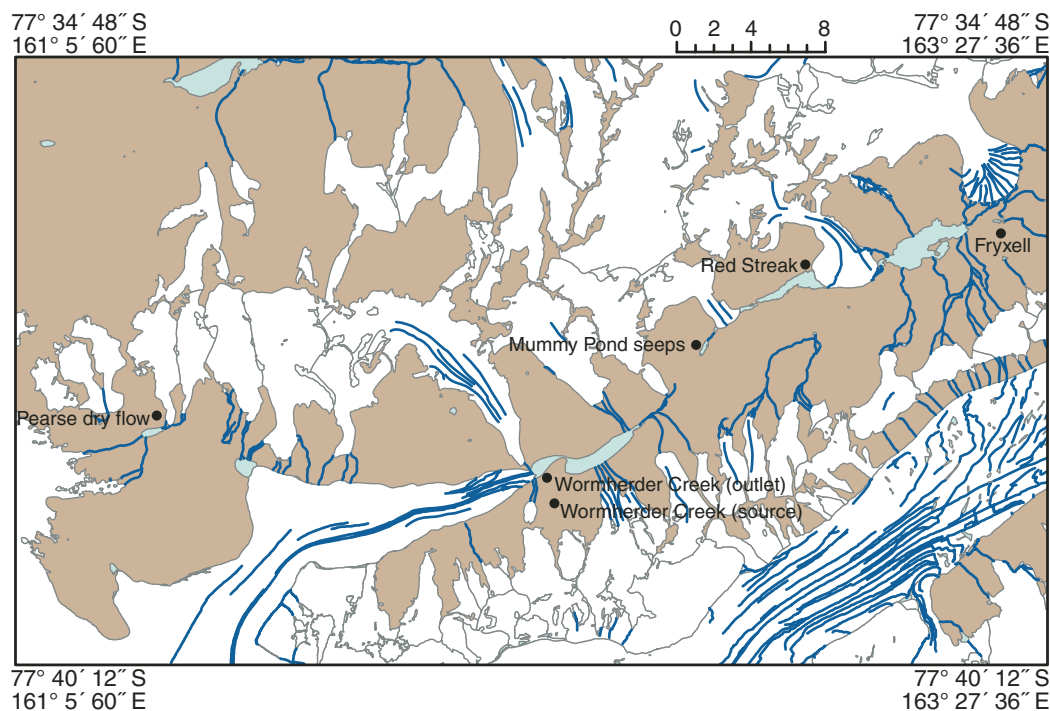 77° 34´ 48˝ S
161° 5´ 60˝ E
0 2 4 8
77° 34´ 48˝ S
163° 27´ 36˝ E
Fryxell
Red Streak
Mummy Pond seeps
Pearse dry flow
Wormherder Creek (outlet)
Wormherder Creek (source)
77° 40´ 12˝ S
161° 5´ 60˝ E
77° 40´ 12˝ S
163° 27´ 36˝ E